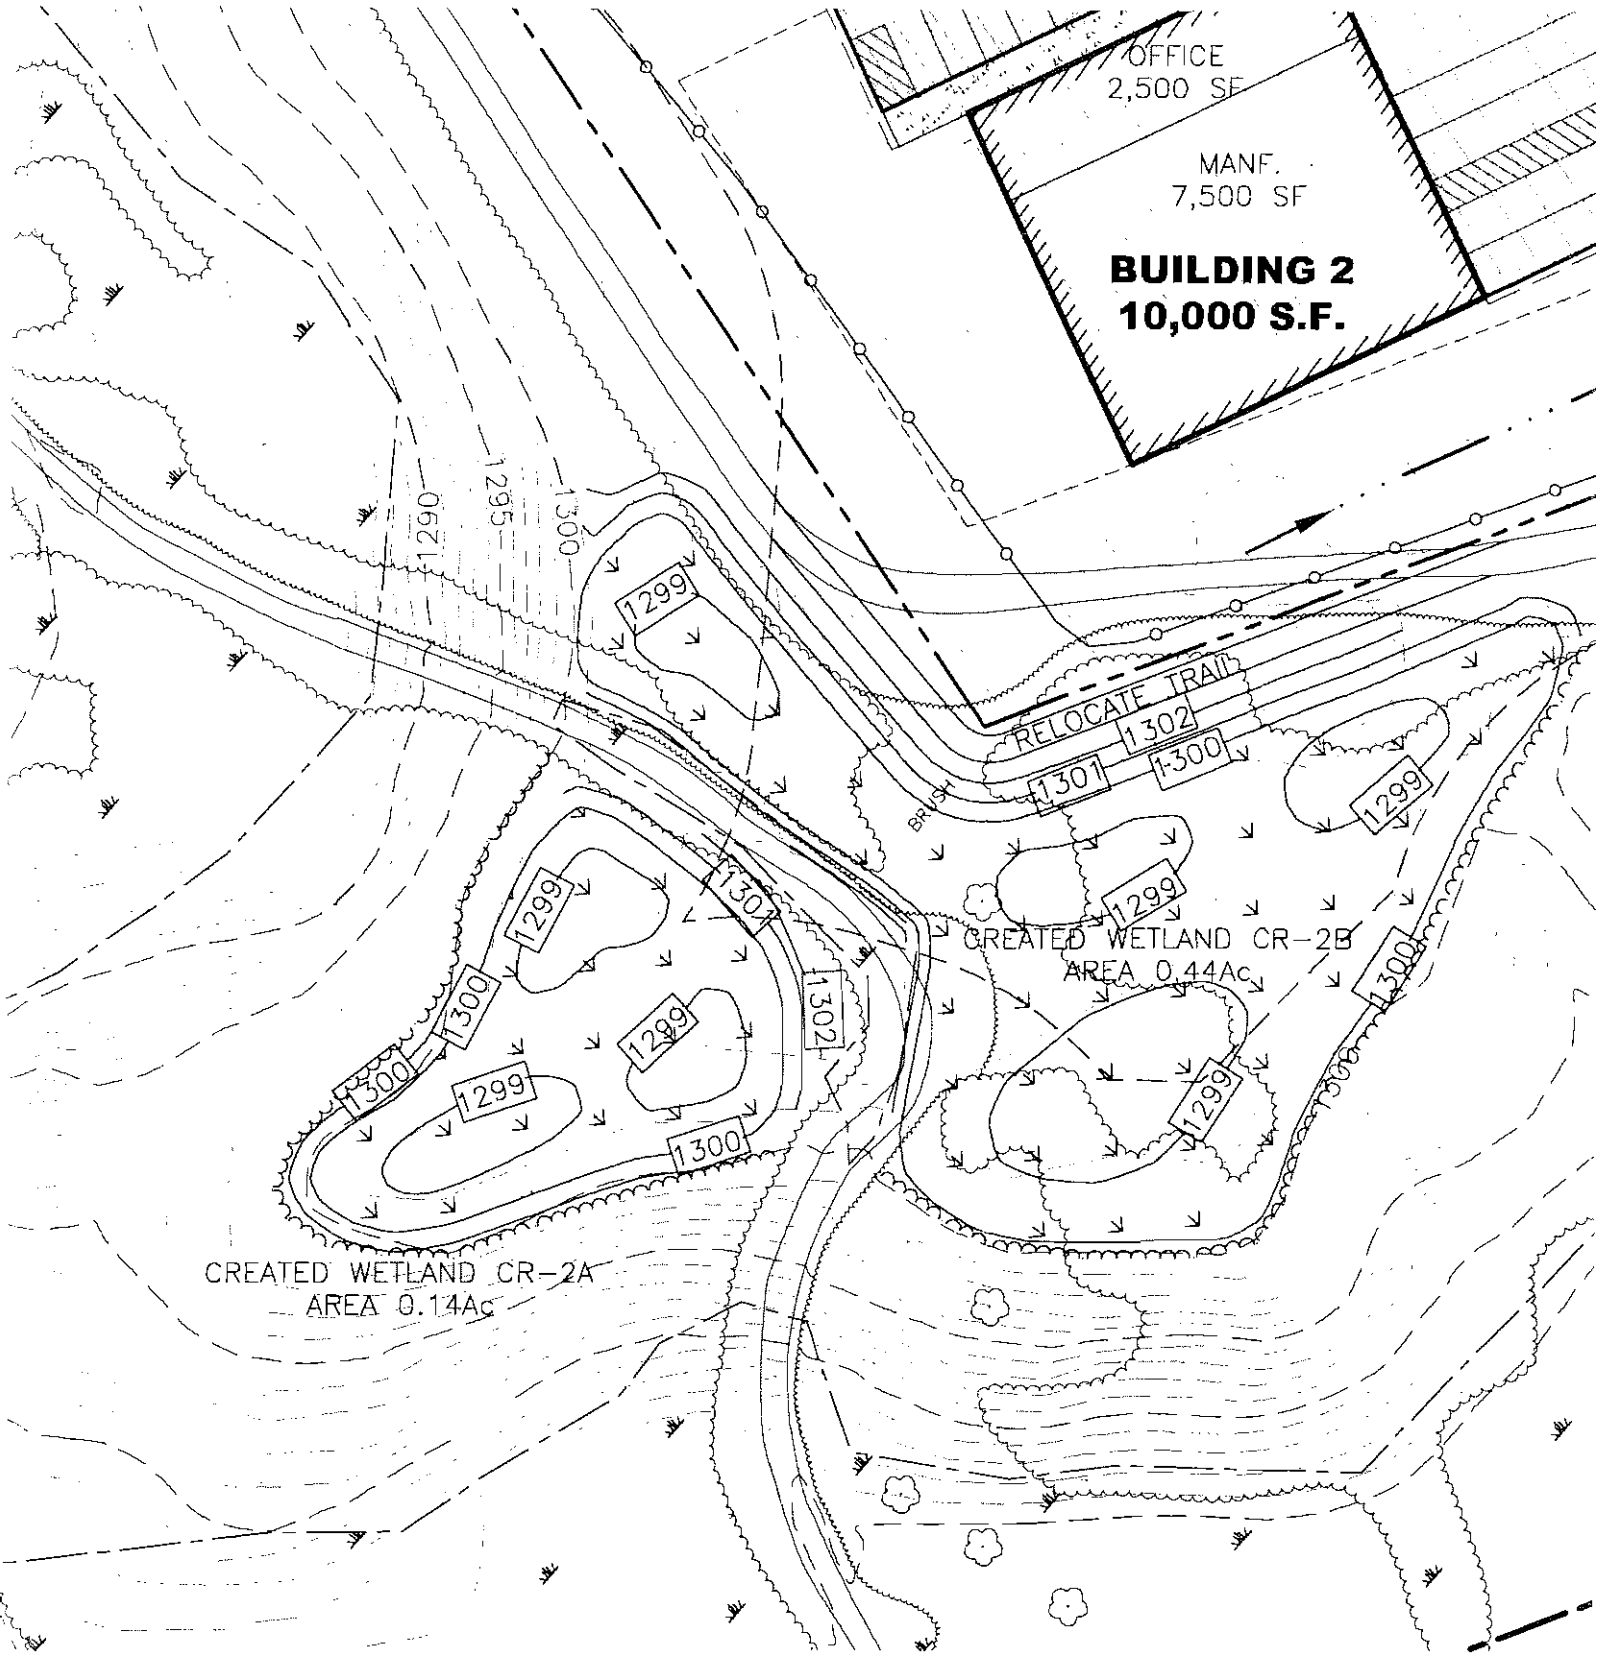 OFFICE
2,500 SF
MANF.
7,500 SF
BUILDING 2
10,000 S.F.
1290
1295
1300
1299
RELOCATE TRAIL
1302
1300
1301
1299
BRUSH
1299
1301
1299
CREATED WETLAND CR-2B
AREA 0.44Ac
1300
1300
1302
1299
1300
1299
1299
1300
1300
CREATED WETLAND CR-2A
AREA 0.14Ac